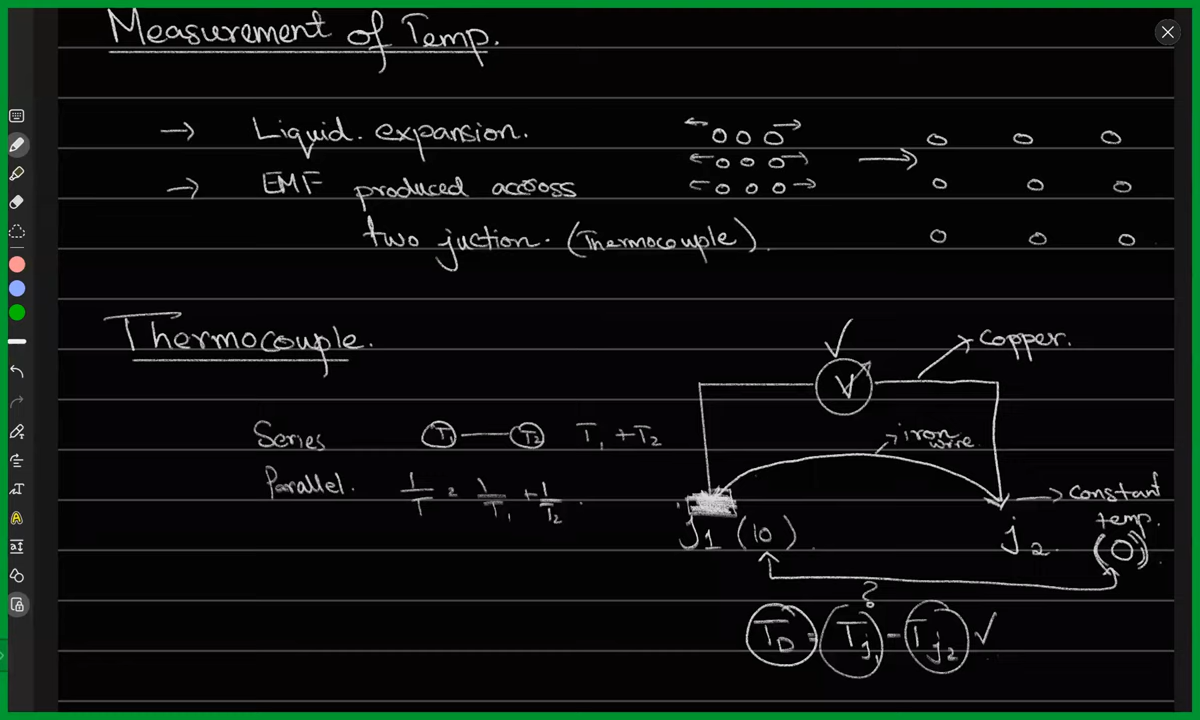 Measurement of Temp.
→ Liquid. expansion.
→ EMF produced accross
two juction. (Thermocouple).
Thermocouple.
V
copper.
iron wire
Series T1 T2 T1 + T2
Parallel. 1/T = 1/T1 + 1/T2
j1 (10)
j2
constant temp. (0)
?
TD = Tj1 - Tj2 ✓